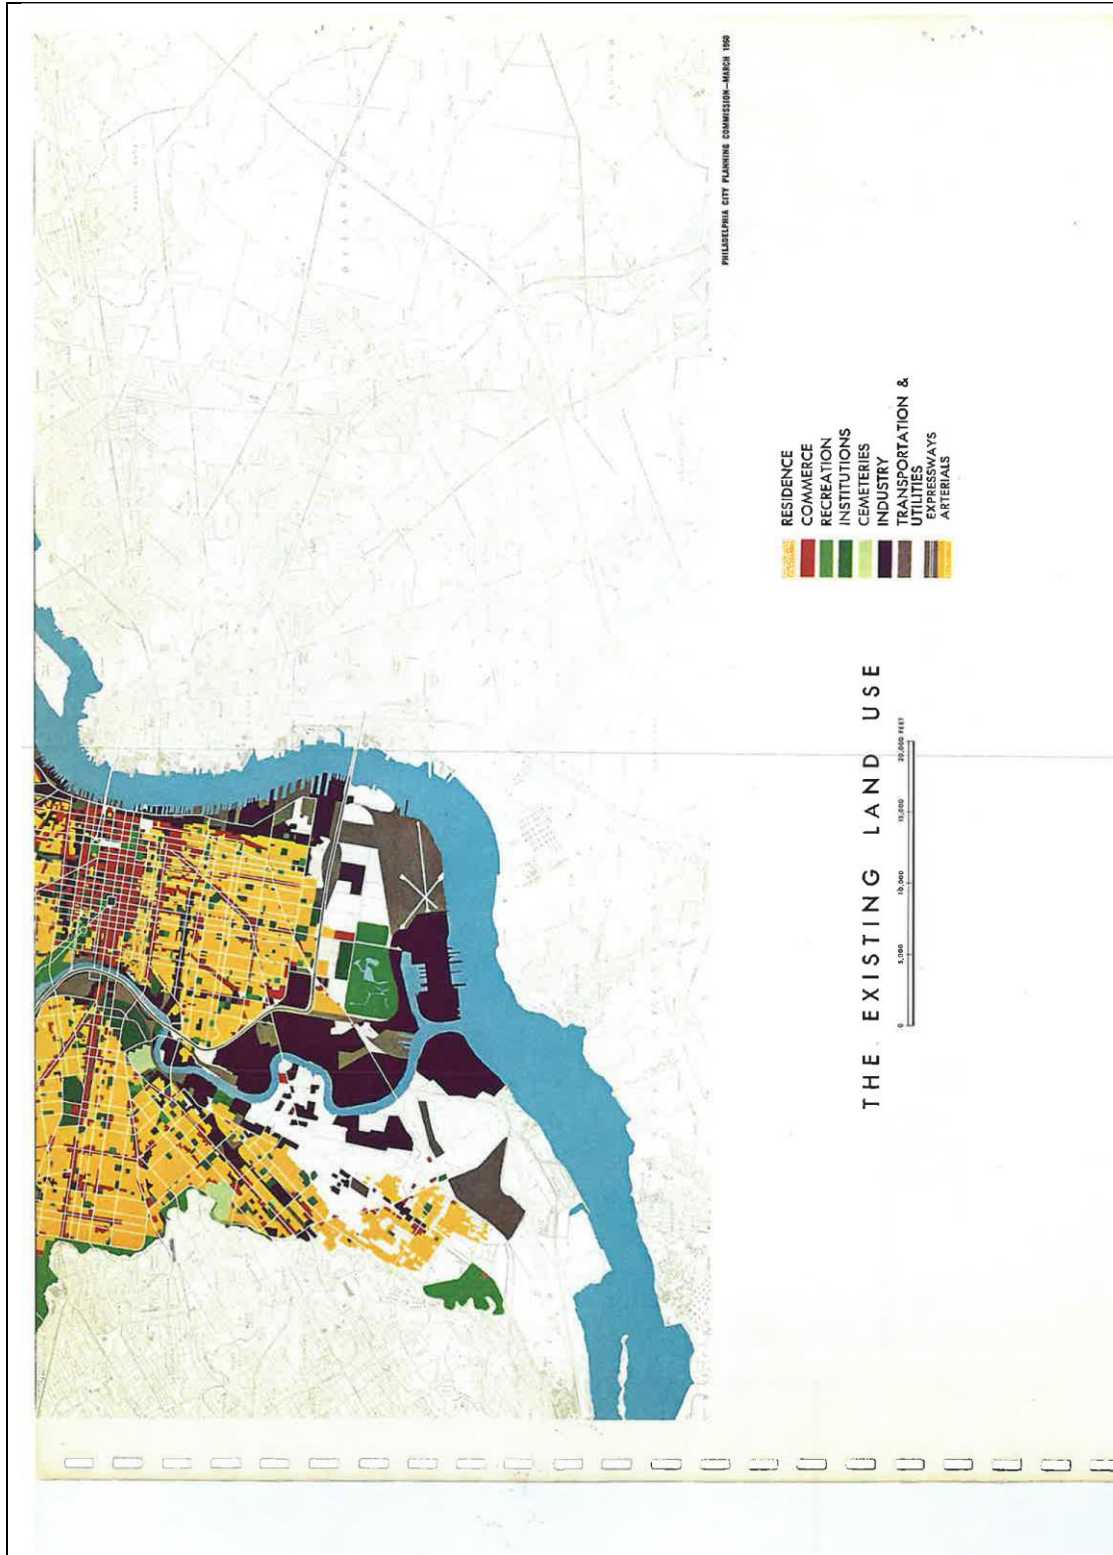 PHILADELPHIA CITY PLANNING COMMISSION—MARCH 1960
RESIDENCE
COMMERCE
RECREATION
INSTITUTIONS
CEMETERIES
INDUSTRY
TRANSPORTATION &
UTILITIES
EXPRESSWAYS
ARTERIALS
THE EXISTING LAND USE
0 5,000 10,000 15,000 20,000 FEET